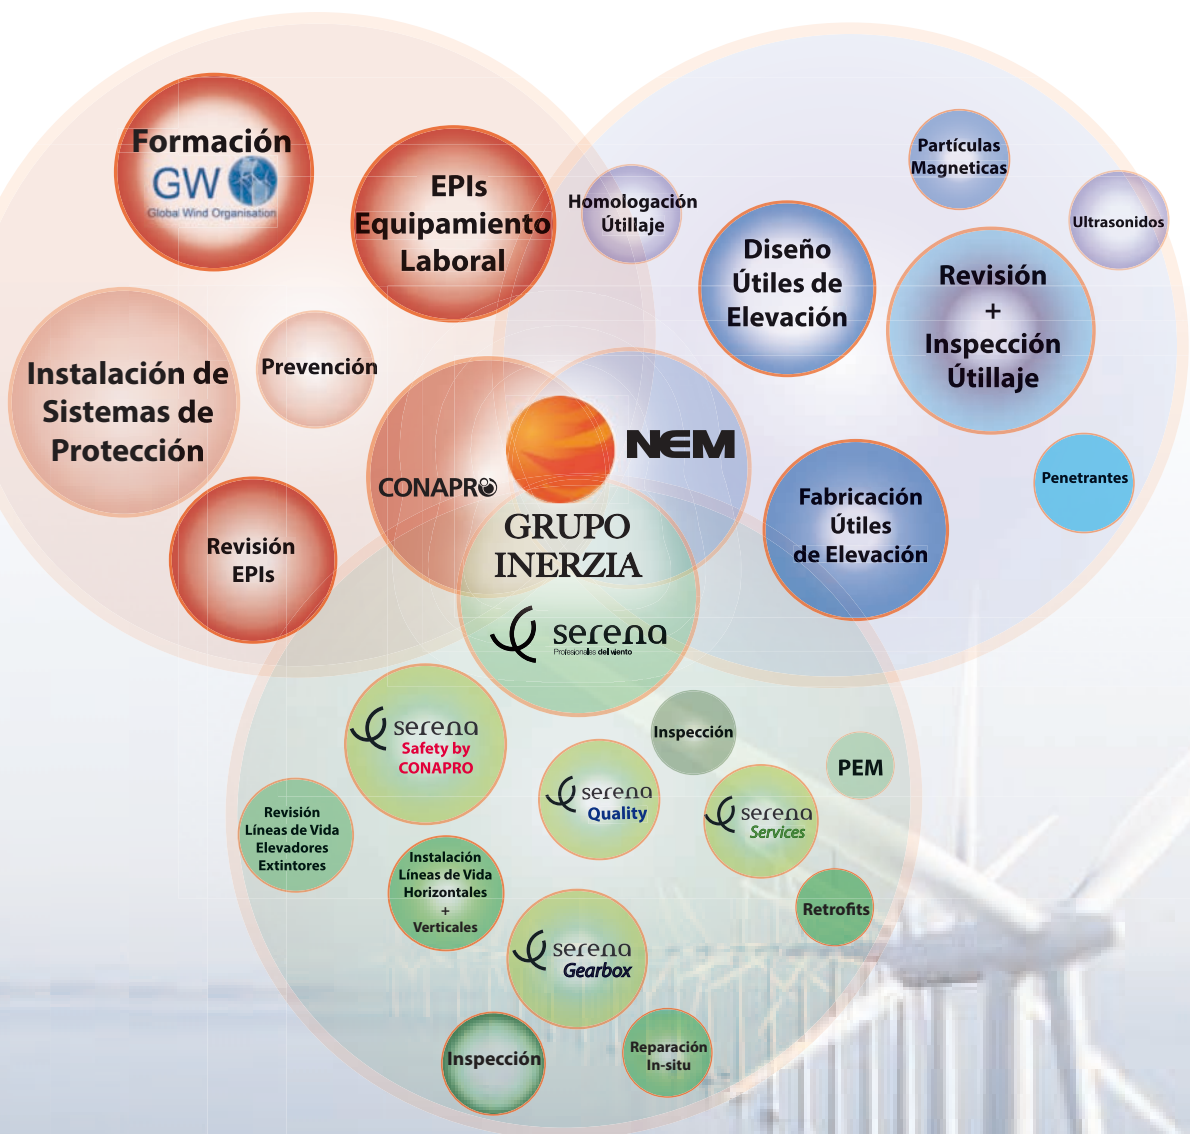 Formación
GW
Global Wind Organisation
EPIs
Equipamiento
Laboral
Instalación de
Sistemas de
Protección
Prevención
Revisión
EPIs
Homologación
Útillaje
Diseño
Útiles de
Elevación
Partículas
Magneticas
Ultrasonidos
Revisión
+
Inspección
Útillaje
Penetrantes
Fabricación
Útiles
de Elevación
CONAPRO
NEM
GRUPO
INERZIA
serena
Profesionales del viento
serena
Safety by
CONAPRO
Inspección
PEM
serena
Quality
serena
Services
Revisión
Líneas de Vida
Elevadores
Extintores
Instalación
Líneas de Vida
Horizontales
+
Verticales
Retrofits
serena
Gearbox
Inspección
Reparación
In-situ